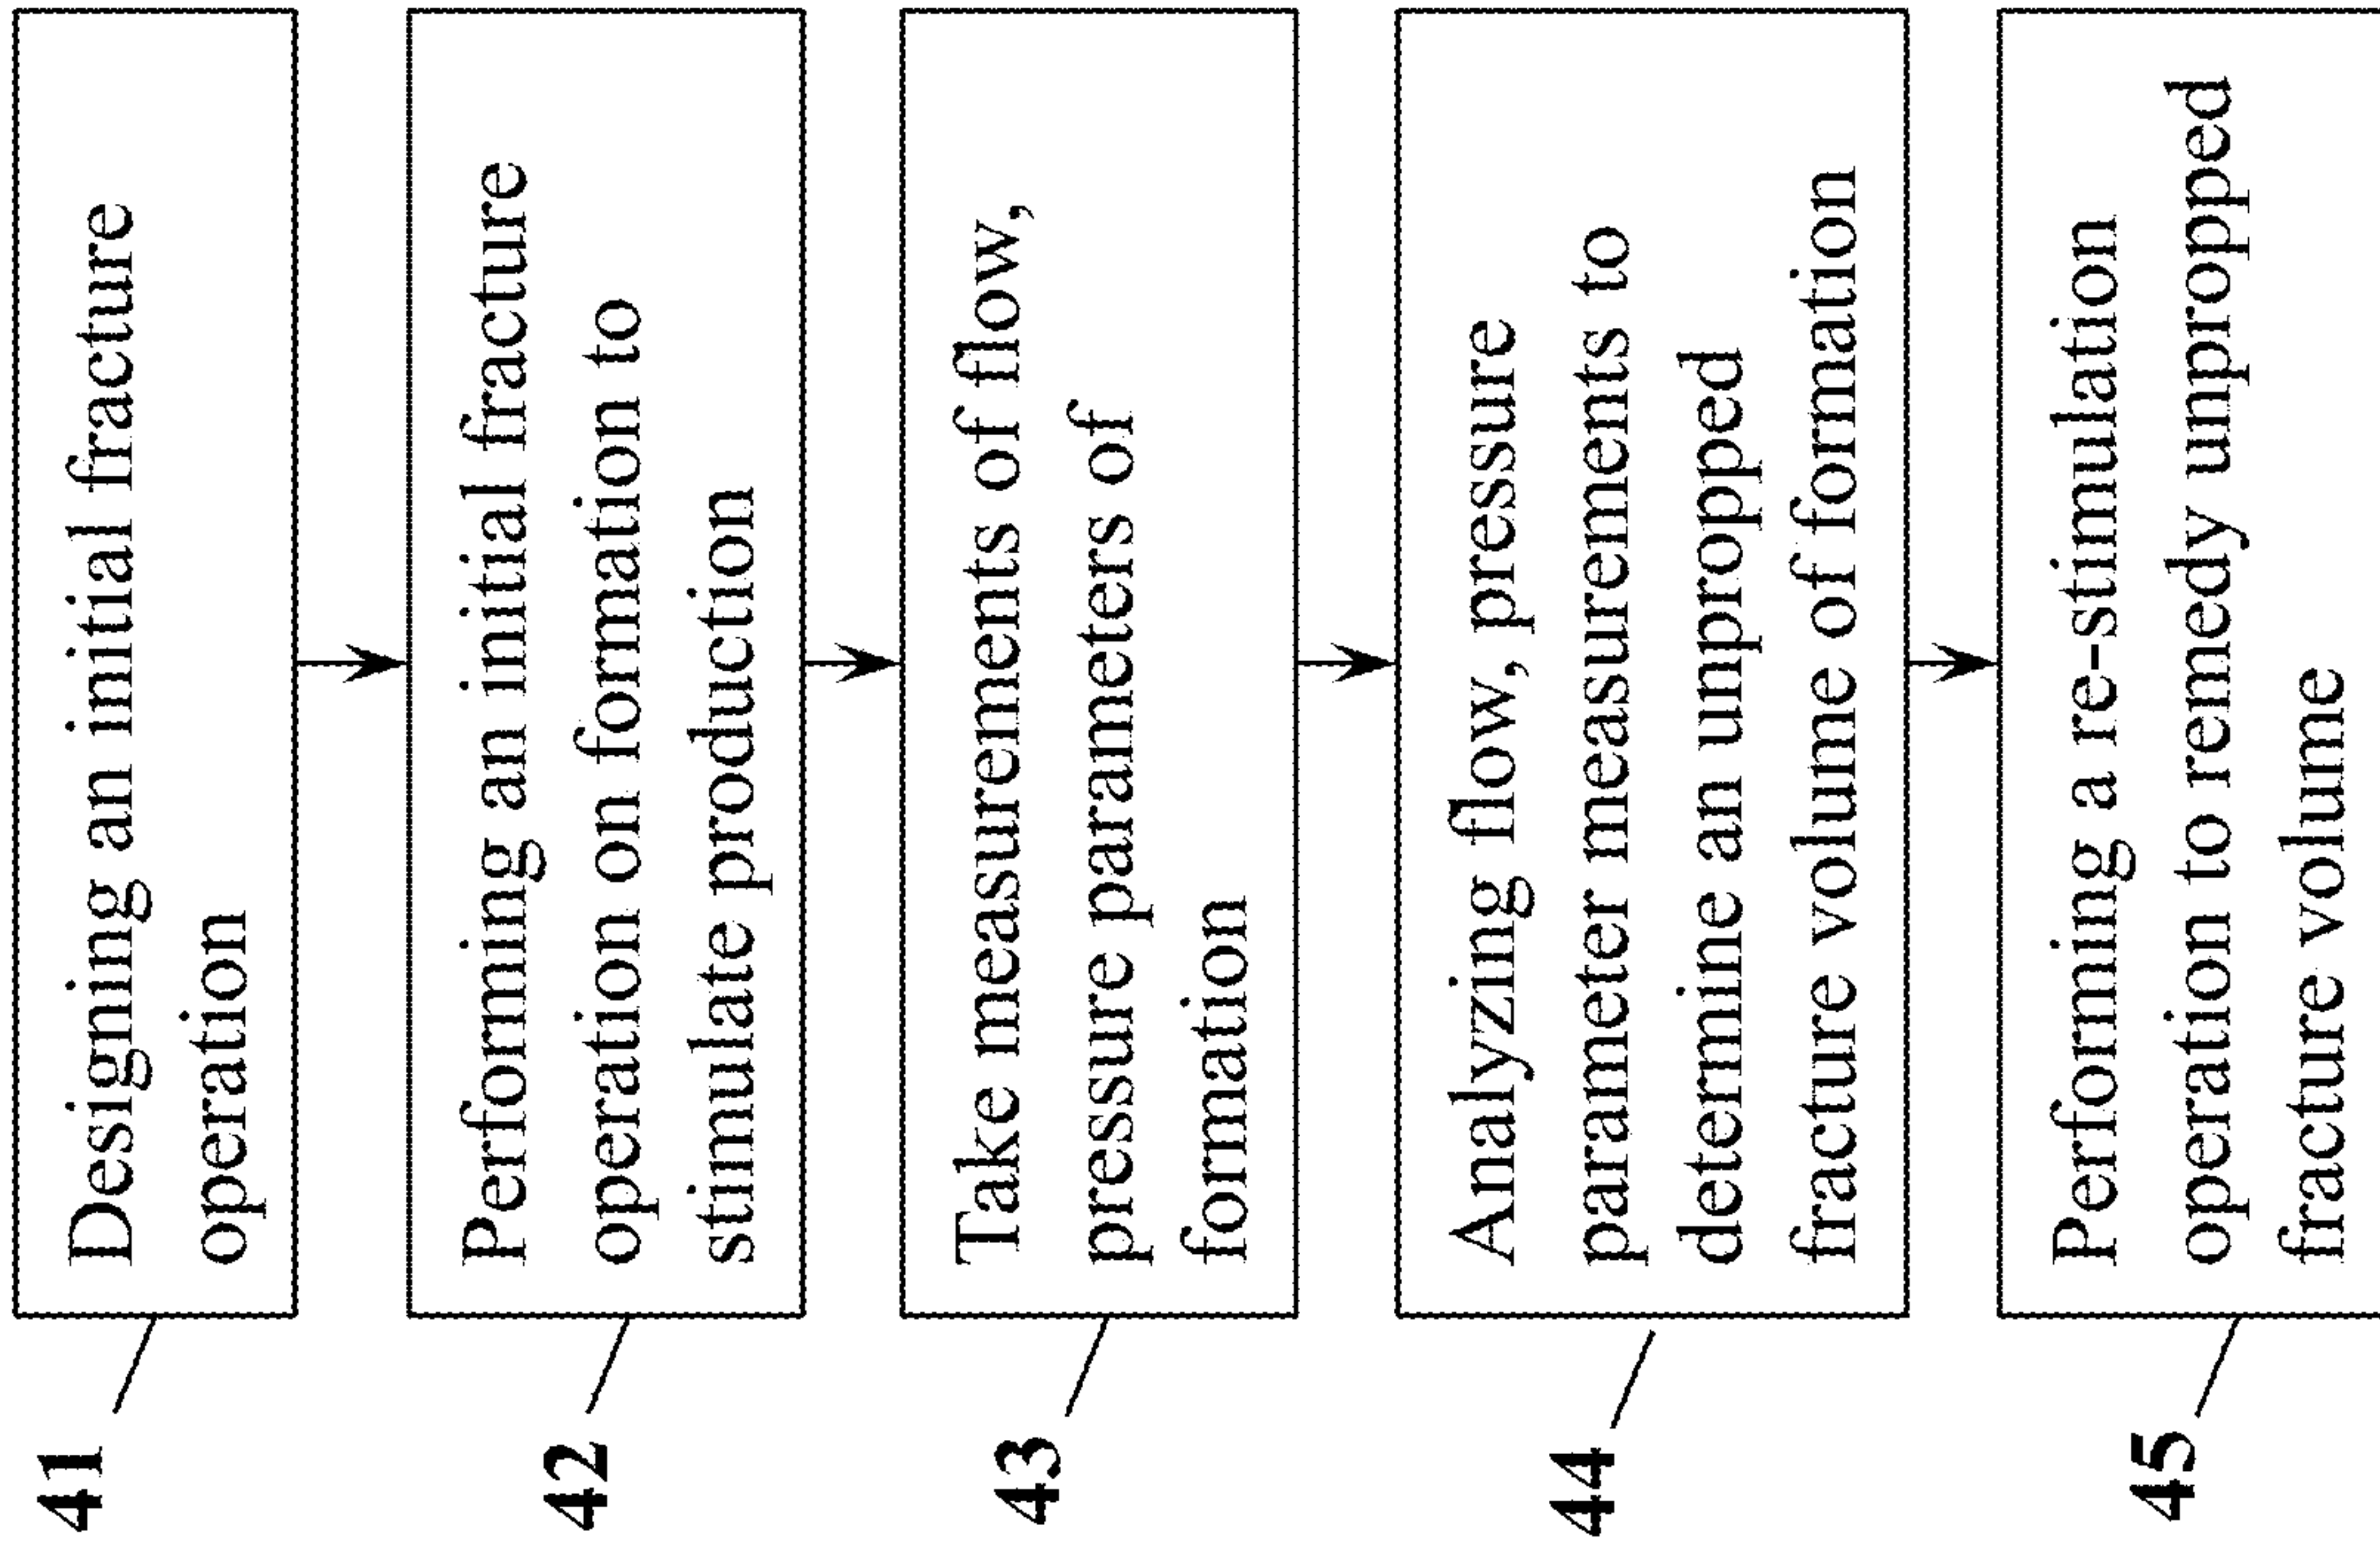 41
Designing an initial fracture
operation
42
Performing an initial fracture
operation on formation to
stimulate production
43
Take measurements of flow,
pressure parameters of
formation
44
Analyzing flow, pressure
parameter measurements to
determine an unpropped
fracture volume of formation
45
Performing a re-stimulation
operation to remedy unpropped
fracture volume